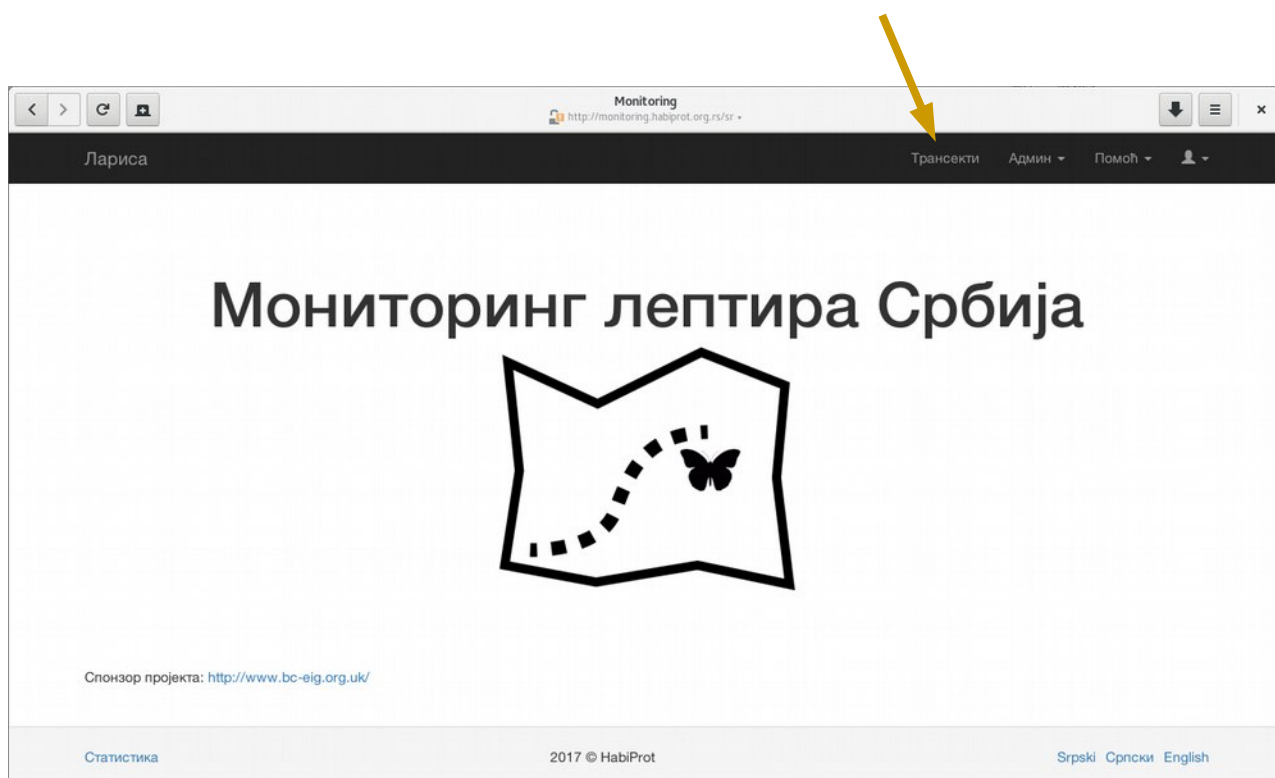 Monitoring
http://monitoring.habiprot.org.rs/sr
Лариса Трансекти Админ Помоћ
Мониторинг лептира Србија
Спонзор пројекта: http://www.bc-eig.org.uk/
Статистика 2017 © HabiProt Srpski Српски English